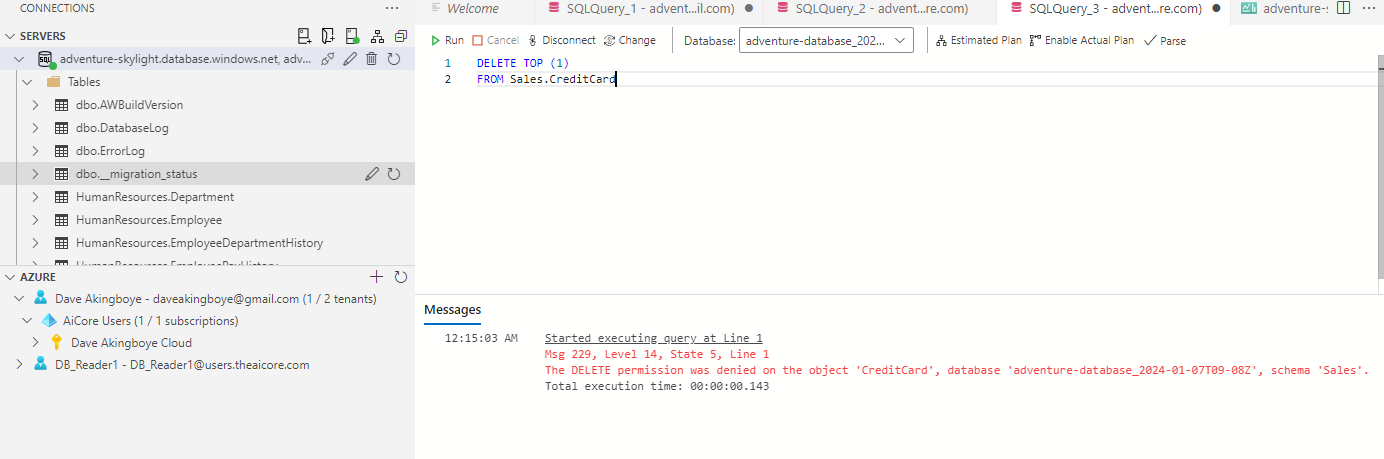 CONNECTIONS
SERVERS
adventure-skylight.database.windows.net, adv...
Tables
dbo.AWBuildVersion
dbo.DatabaseLog
dbo.ErrorLog
dbo.__migration_status
HumanResources.Department
HumanResources.Employee
HumanResources.EmployeeDepartmentHistory
HumanResources.EmployeePayHistory
AZURE
Dave Akingboye - daveakingboye@gmail.com (1 / 2 tenants)
AiCore Users (1 / 1 subscriptions)
Dave Akingboye Cloud
DB_Reader1 - DB_Reader1@users.theaicore.com
Welcome SQLQuery_1 - advent...il.com) SQLQuery_2 - advent...re.com) SQLQuery_3 - advent...re.com) adventure-s
Run Cancel Disconnect Change Database: adventure-database_202... Estimated Plan Enable Actual Plan Parse
1 DELETE TOP (1)
2 FROM Sales.CreditCard
Messages
12:15:03 AM Started executing query at Line 1
Msg 229, Level 14, State 5, Line 1
The DELETE permission was denied on the object 'CreditCard', database 'adventure-database_2024-01-07T09-08Z', schema 'Sales'.
Total execution time: 00:00:00.143